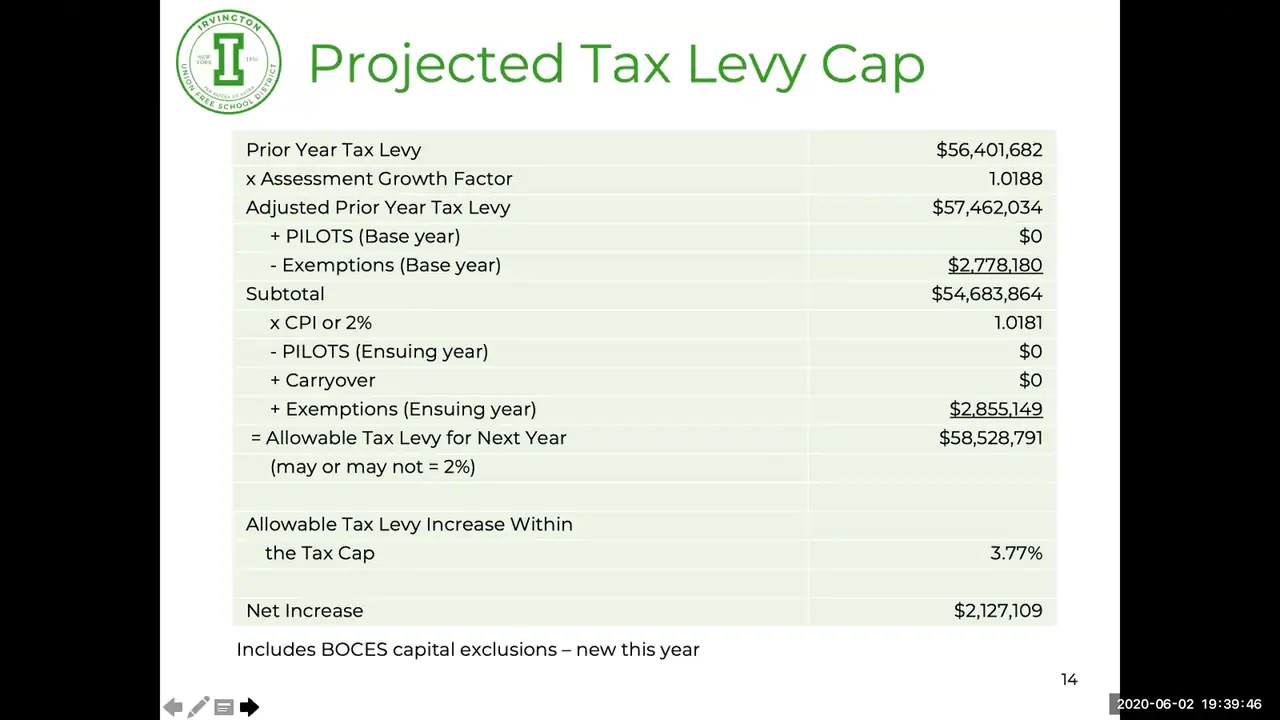 IRVINGTON
NEW YORK
1856
UNION FREE SCHOOL DISTRICT
Projected Tax Levy Cap
Prior Year Tax Levy $56,401,682
x Assessment Growth Factor 1.0188
Adjusted Prior Year Tax Levy $57,462,034
+ PILOTS (Base year) $0
- Exemptions (Base year) $2,778,180
Subtotal $54,683,864
x CPI or 2% 1.0181
- PILOTS (Ensuing year) $0
+ Carryover $0
+ Exemptions (Ensuing year) $2,855,149
= Allowable Tax Levy for Next Year $58,528,791
(may or may not = 2%)
Allowable Tax Levy Increase Within
the Tax Cap 3.77%
Net Increase $2,127,109
Includes BOCES capital exclusions – new this year
14
2020-06-02 19:39:46